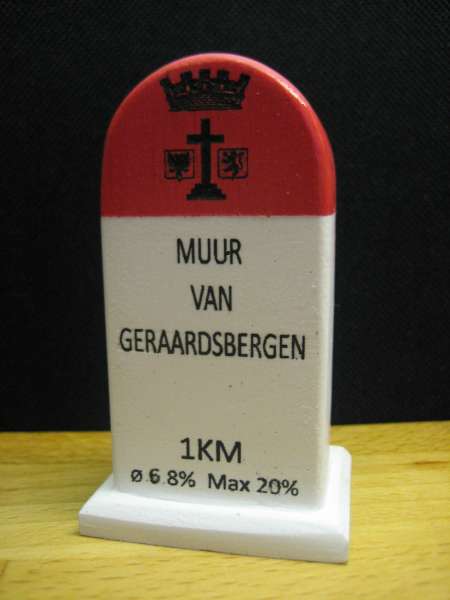 MUUR
VAN
GERAARDSBERGEN
1KM
ø 6.8% Max 20%